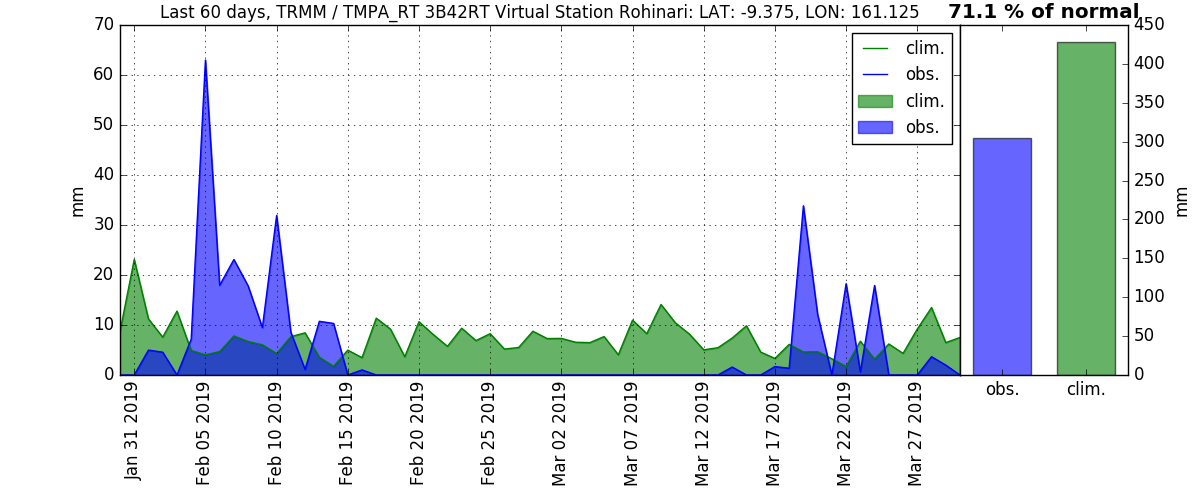 Last 60 days, TRMM / TMPA_RT 3B42RT Virtual Station Rohinari: LAT: -9.375, LON: 161.125
71.1 % of normal
70
60
50
40
30
20
10
0
mm
clim.
obs.
clim.
obs.
450
400
350
300
250
200
150
100
50
0
mm
Jan 31 2019
Feb 05 2019
Feb 10 2019
Feb 15 2019
Feb 20 2019
Feb 25 2019
Mar 02 2019
Mar 07 2019
Mar 12 2019
Mar 17 2019
Mar 22 2019
Mar 27 2019
obs.
clim.